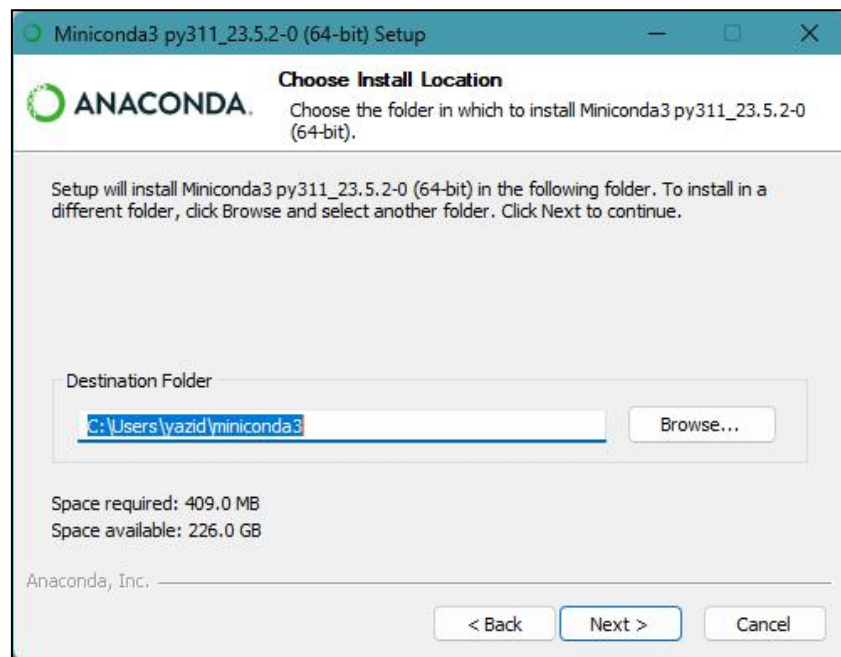 Miniconda3 py311_23.5.2-0 (64-bit) Setup
ANACONDA.
Choose Install Location
Choose the folder in which to install Miniconda3 py311_23.5.2-0
(64-bit).
Setup will install Miniconda3 py311_23.5.2-0 (64-bit) in the following folder. To install in a
different folder, click Browse and select another folder. Click Next to continue.
Destination Folder
C:\Users\yazid\miniconda3
Browse...
Space required: 409.0 MB
Space available: 226.0 GB
Anaconda, Inc.
< Back
Next >
Cancel